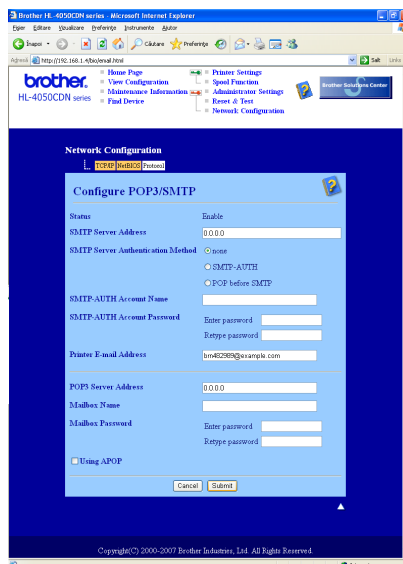 Brother HL-4050CDN series - Microsoft Internet Explorer
Fişier Editare Vizualizare Preferinţe Instrumente Ajutor
Înapoi Căutare Preferinţe
Adresă http://192.168.1.4/bio/email.html Salt Links
brother.
HL-4050CDN series
Home Page
View Configuration
Maintenance Information
Find Device
Printer Settings
Spool Function
Administrator Settings
Reset & Test
Network Configuration
Brother Solutions Center
Network Configuration
TCP/IP NetBIOS Protocol
Configure POP3/SMTP
Status Enable
SMTP Server Address 0.0.0.0
SMTP Server Authentication Method none
SMTP-AUTH
POP before SMTP
SMTP-AUTH Account Name
SMTP-AUTH Account Password Enter password
Retype password
Printer E-mail Address brn482989@example.com
POP3 Server Address 0.0.0.0
Mailbox Name
Mailbox Password Enter password
Retype password
Using APOP
Cancel Submit
Copyright(C) 2000-2007 Brother Industries, Ltd. All Rights Reserved.